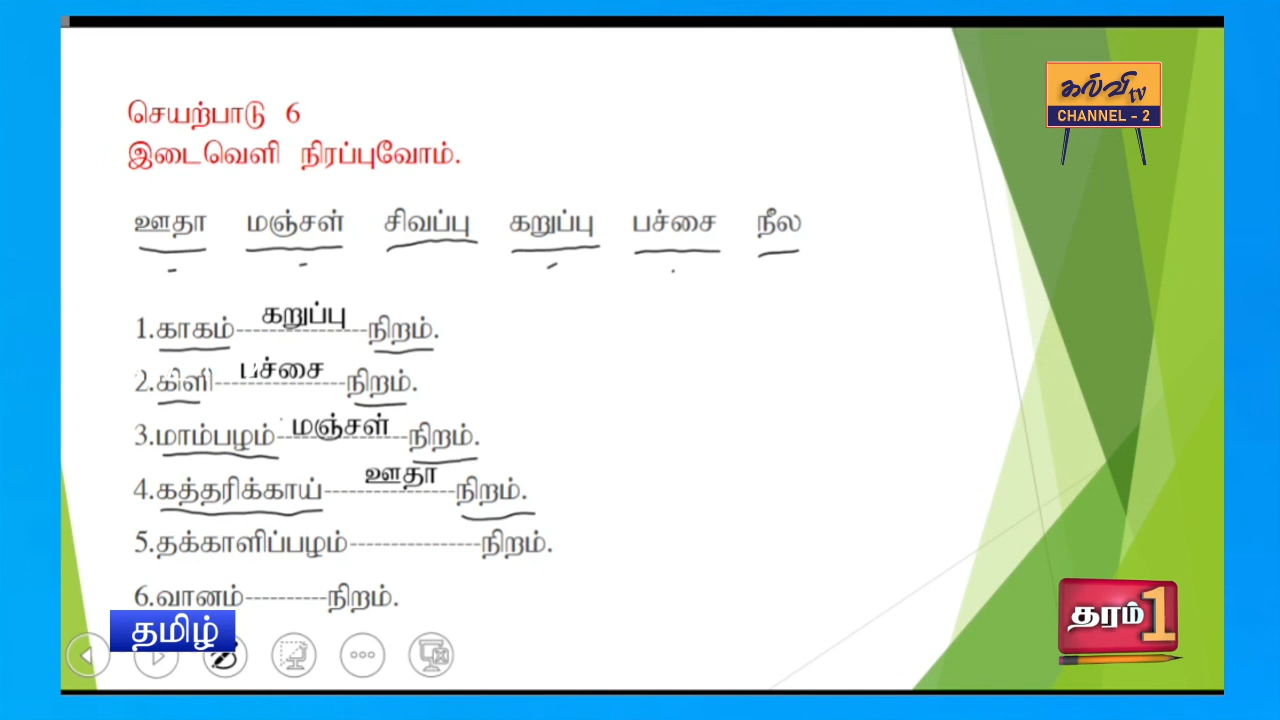 கல்வி tv
CHANNEL - 2
செயற்பாடு 6
இடைவெளி நிரப்புவோம்.
ஊதா மஞ்சள் சிவப்பு கறுப்பு பச்சை நீல
1.காகம்---------------கறுப்பு---------------நிறம்.
2.கிளி---------------பச்சை---------------நிறம்.
3.மாம்பழம்---------------மஞ்சள்---------------நிறம்.
4.கத்தரிக்காய்---------------ஊதா---------------நிறம்.
5.தக்காளிப்பழம்---------------நிறம்.
6.வானம்---------நிறம்.
தமிழ்
தரம் 1